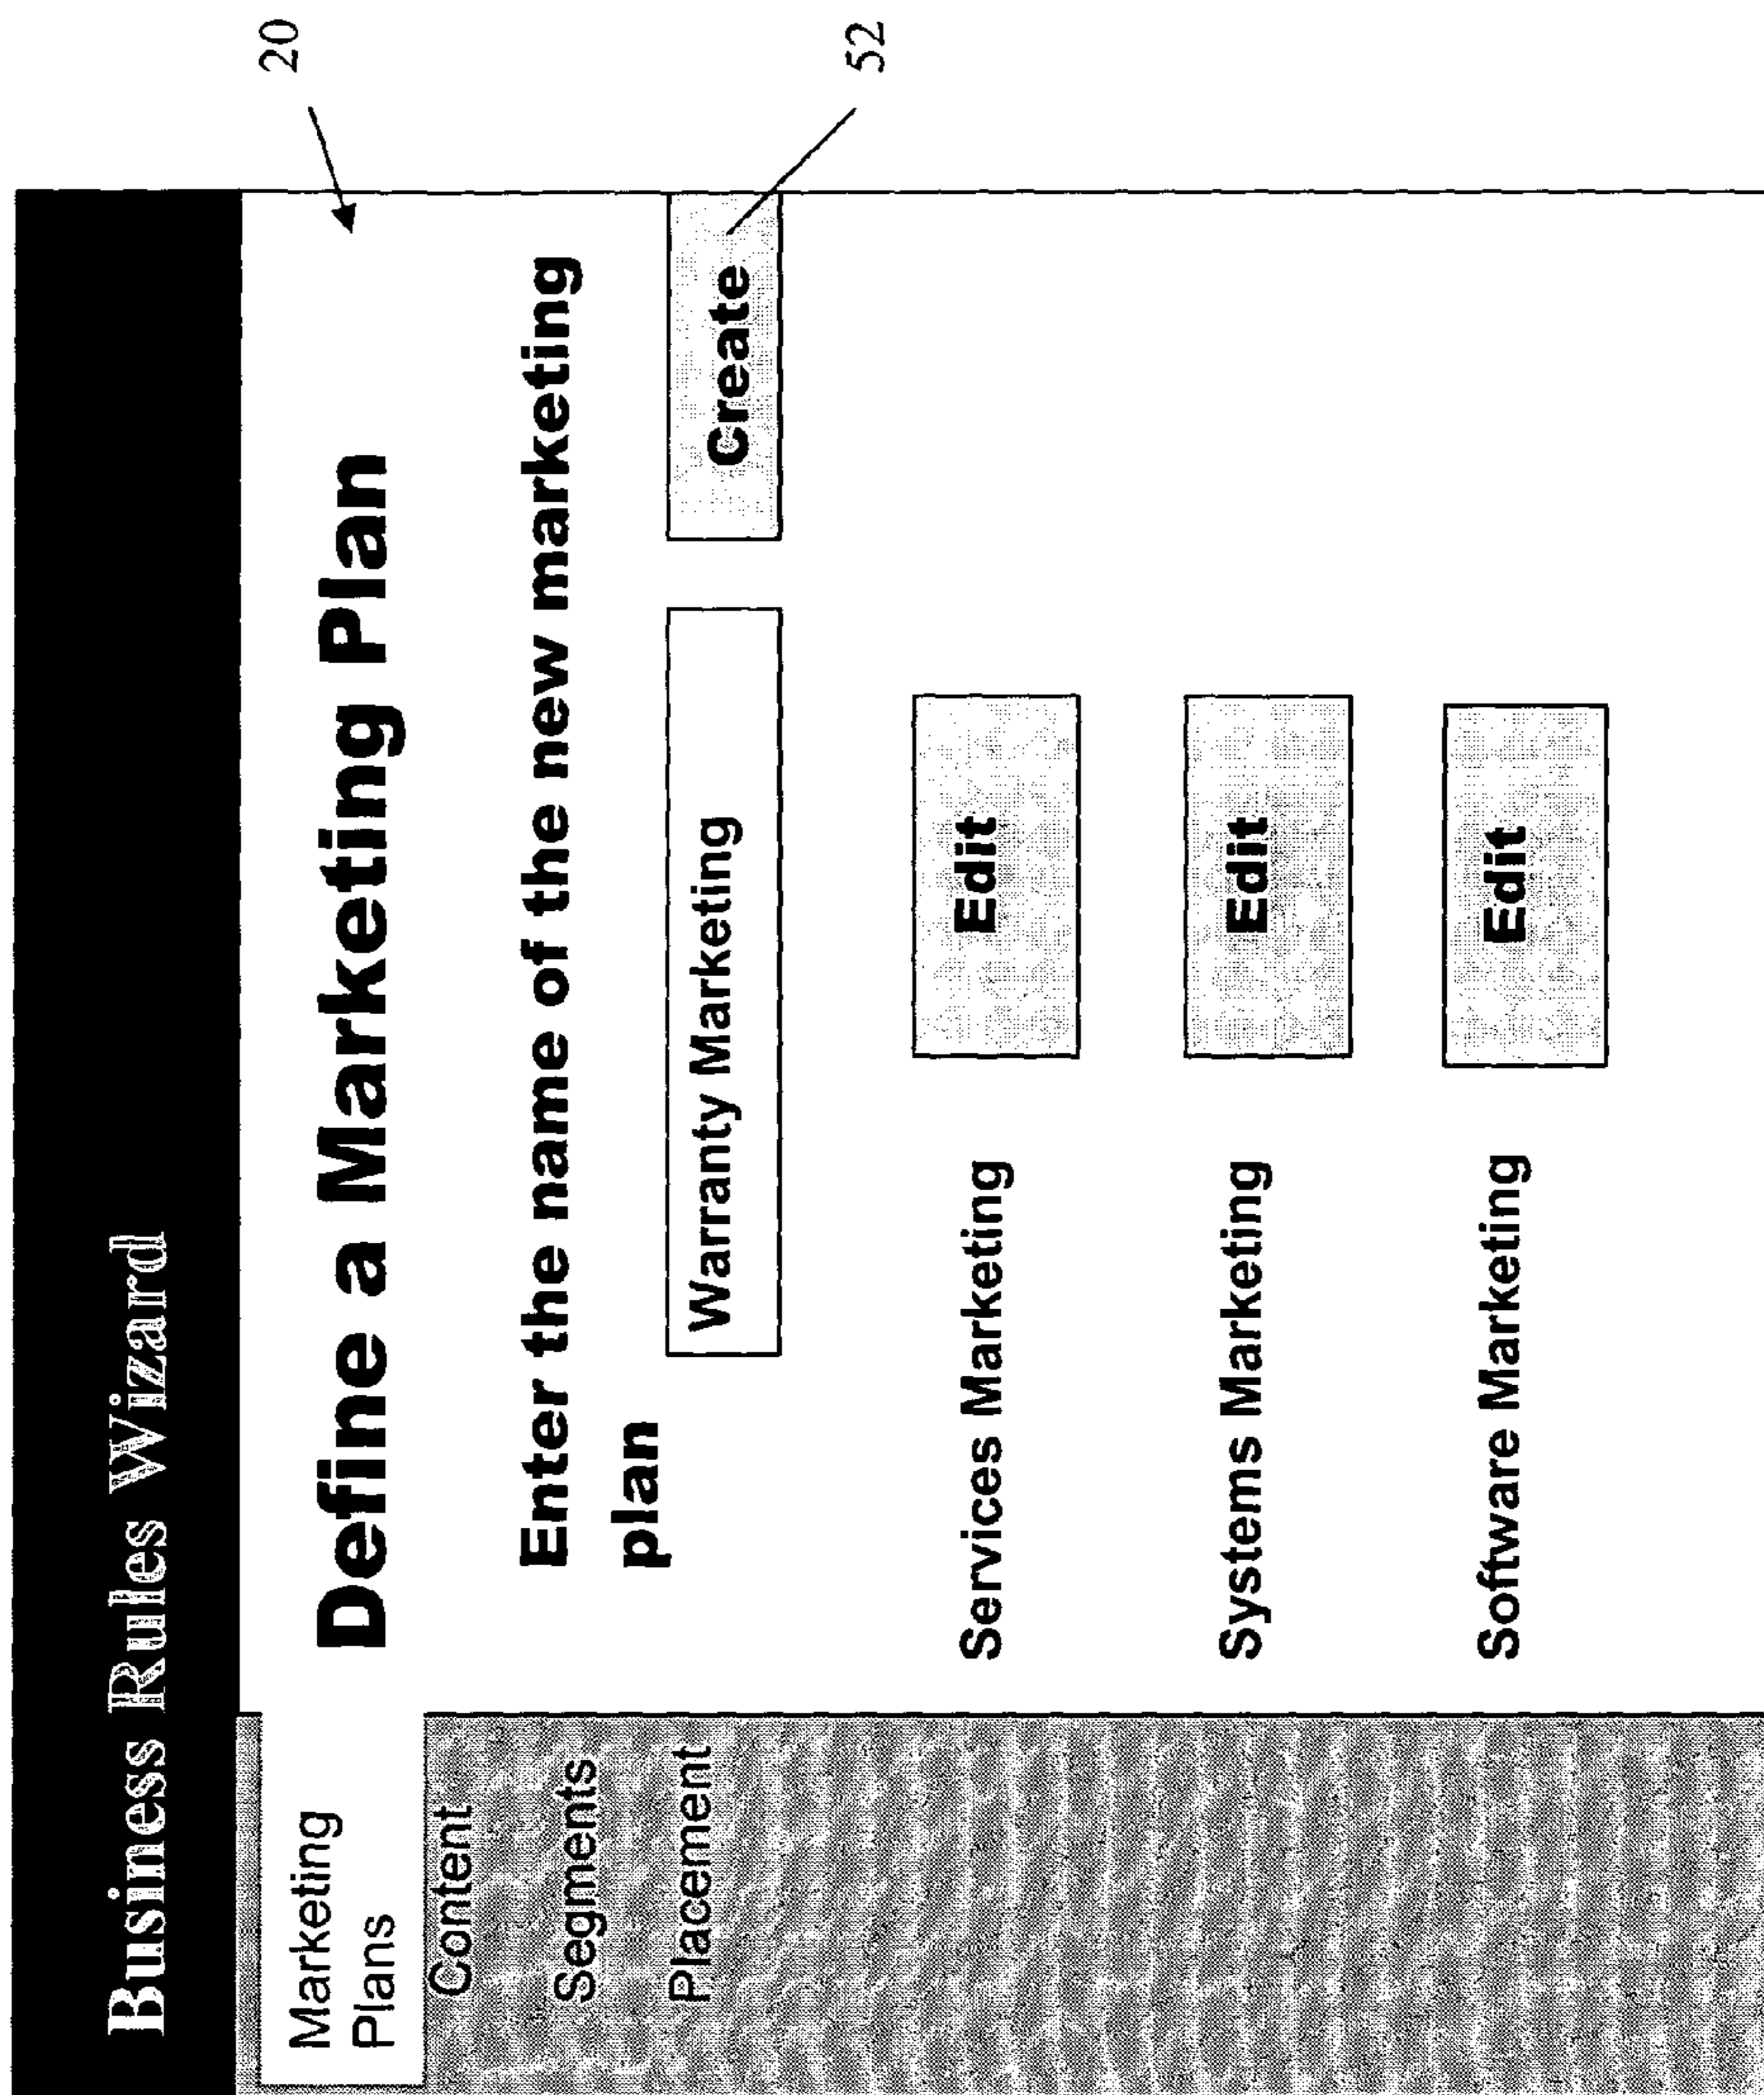 Business Rules Wizard
Marketing
Plans
Content
Segments
Placement
Define a Marketing Plan
20
Enter the name of the new marketing
plan
Warranty Marketing
Create
52
Services Marketing
Edit
Systems Marketing
Edit
Software Marketing
Edit